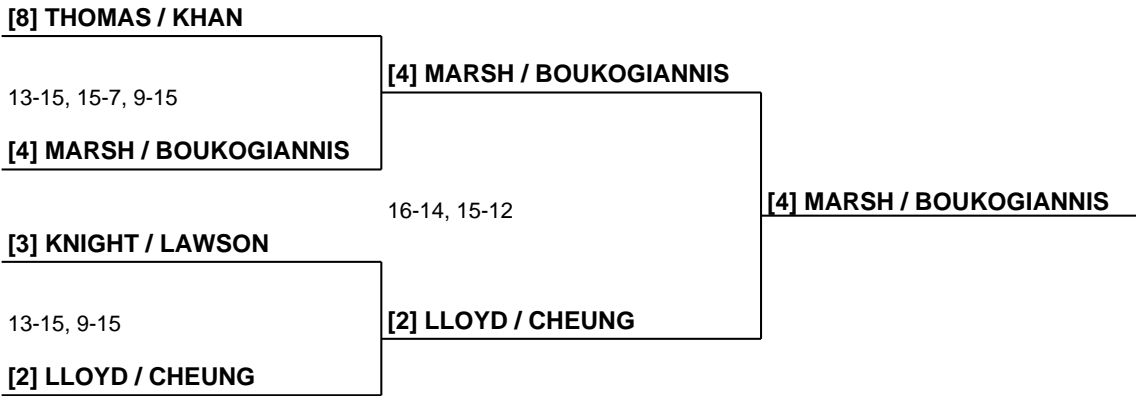 [8] THOMAS / KHAN
13-15, 15-7, 9-15
[4] MARSH / BOUKOGIANNIS
[3] KNIGHT / LAWSON
13-15, 9-15
[2] LLOYD / CHEUNG
[4] MARSH / BOUKOGIANNIS
16-14, 15-12
[2] LLOYD / CHEUNG
[4] MARSH / BOUKOGIANNIS